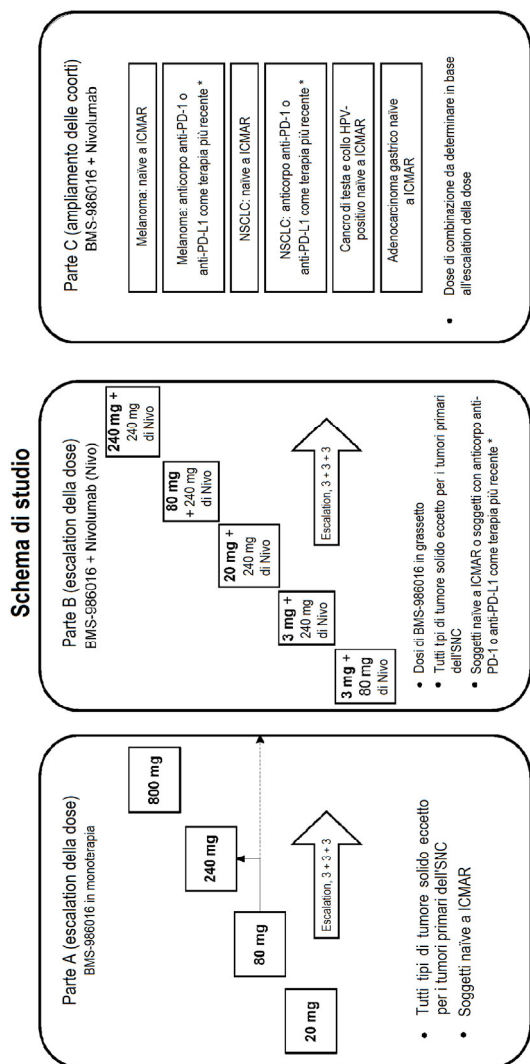 Schema di studio
Parte A (escalation della dose)
BMS-986016 in monoterapia
20 mg
80 mg
240 mg
800 mg
Escalation, 3 + 3 + 3
• Tutti tipi di tumore solido eccetto
per i tumori primari dell'SNC
• Soggetti naïve a ICMAR
Parte B (escalation della dose)
BMS-986016 + Nivolumab (Nivo)
3 mg +
80 mg
di Nivo
3 mg +
240 mg
di Nivo
20 mg +
240 mg
di Nivo
80 mg
+ 240 mg
di Nivo
240 mg +
240 mg
di Nivo
Escalation, 3 + 3 + 3
• Dosi di BMS-986016 in grassetto
• Tutti tipi di tumore solido eccetto per i tumori primari
dell'SNC
• Soggetti naïve a ICMAR o soggetti con anticorpo anti-
PD-1 o anti-PD-L1 come terapia più recente *
Parte C (ampliamento delle coorti)
BMS-986016 + Nivolumab
Melanoma: naïve a ICMAR
Melanoma: anticorpo anti-PD-1 o
anti-PD-L1 come terapia più recente *
NSCLC: naïve a ICMAR
NSCLC: anticorpo anti-PD-1 o
anti-PD-L1 come terapia più recente *
Cancro di testa e collo HPV-
positivo naïve a ICMAR
Adenocarcinoma gastrico naïve
a ICMAR
• Dose di combinazione da determinare in base
all'escalation della dose